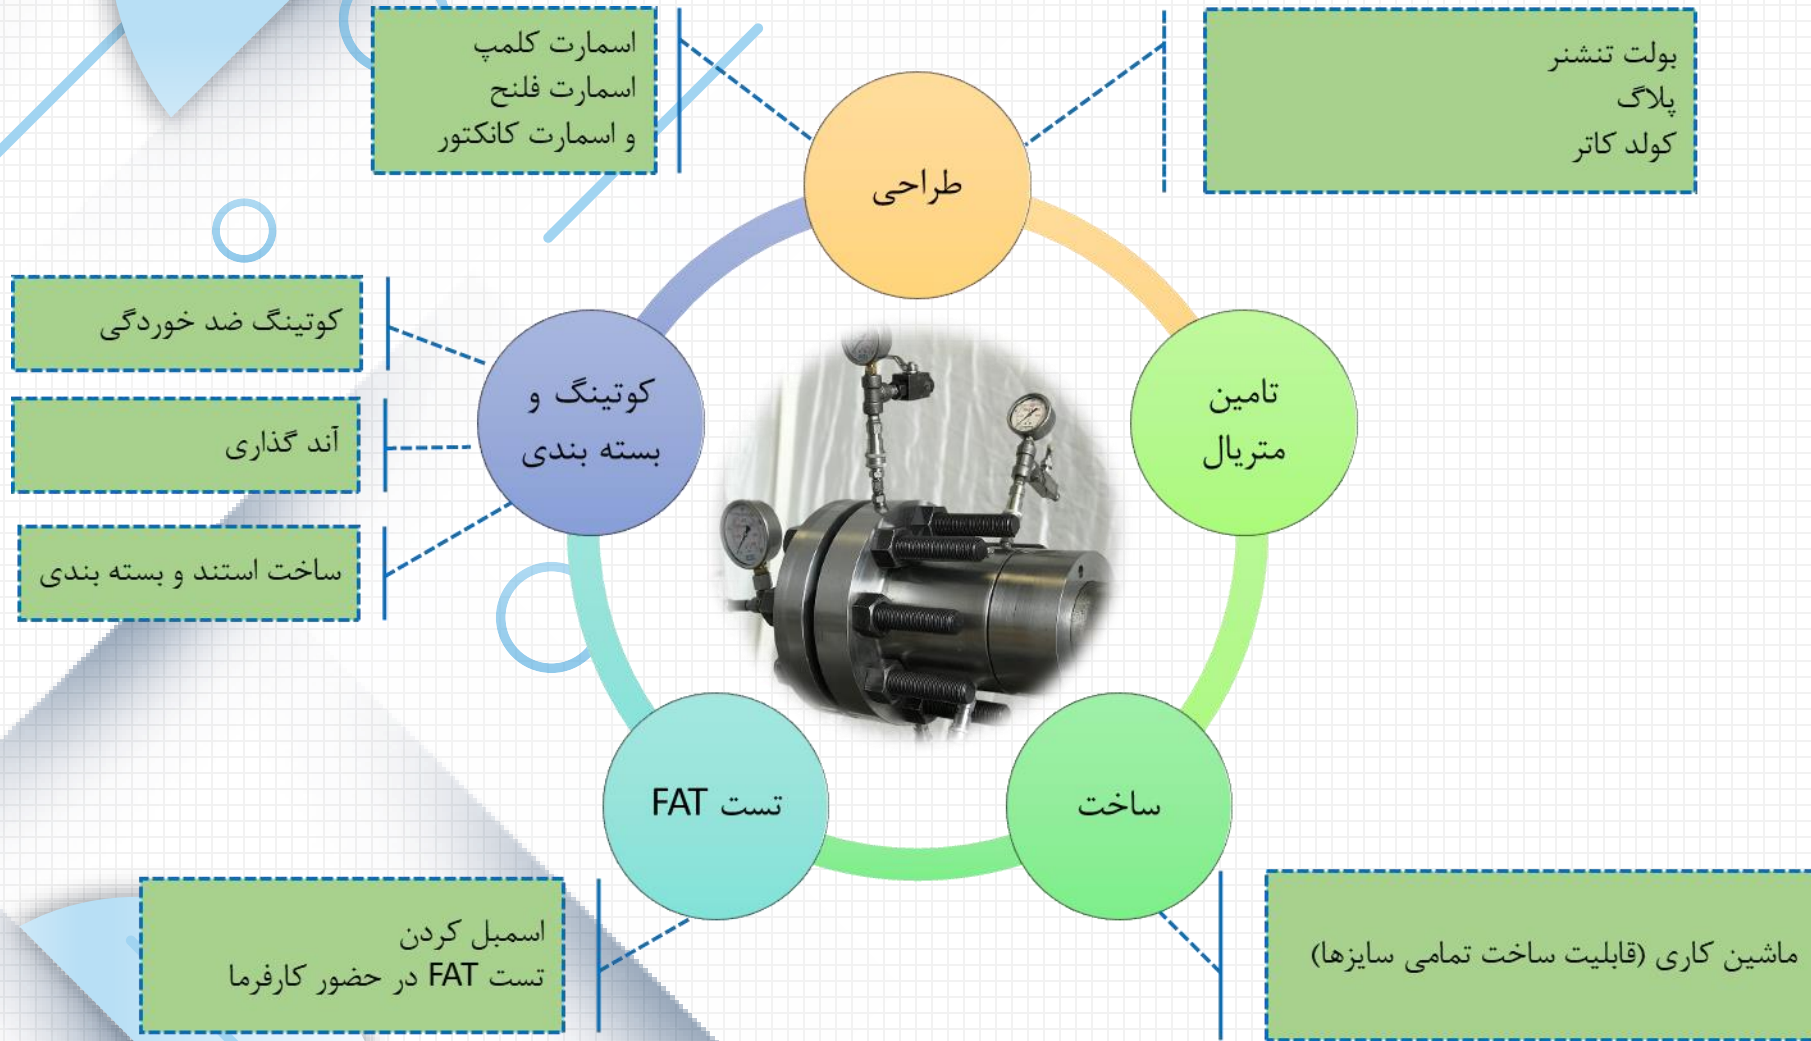 بولت تنشنر
پلاگ
کولد کاتر
اسمارت کلمپ
اسمارت فلنج
و اسمارت کانکتور
طراحی
تامین
متریال
ساخت
ماشین کاری (قابلیت ساخت تمامی سایزها)
تست FAT
اسمبل کردن
تست FAT در حضور کارفرما
کوتینگ و
بسته بندی
کوتینگ ضد خوردگی
آند گذاری
ساخت استند و بسته بندی